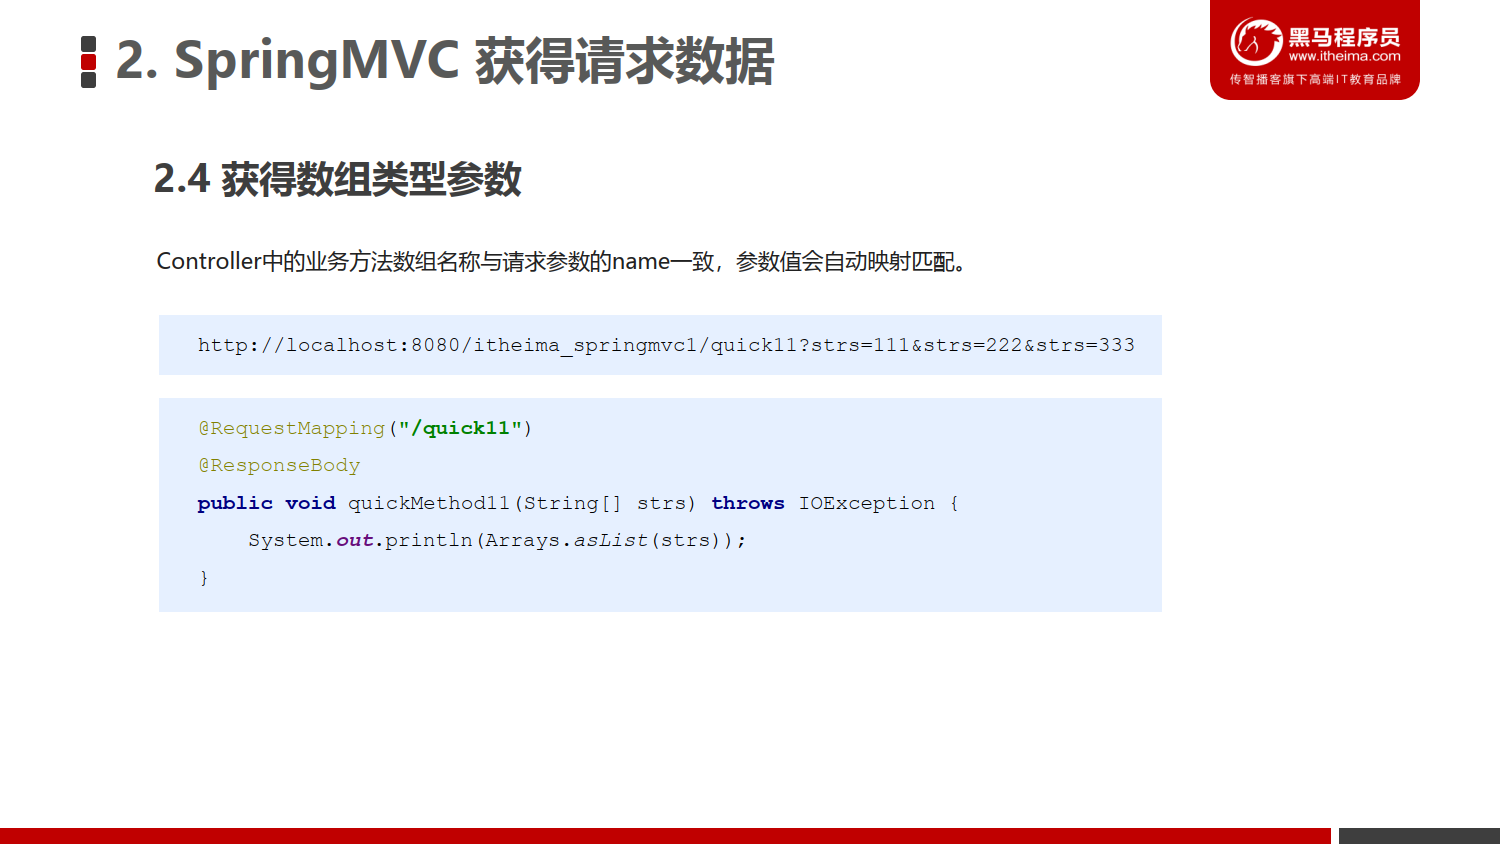 2. SpringMVC 获得请求数据
黑马程序员
www.itheima.com
传智播客旗下高端IT教育品牌
2.4 获得数组类型参数
Controller中的业务方法数组名称与请求参数的name一致，参数值会自动映射匹配。
http://localhost:8080/itheima_springmvc1/quick11?strs=111&strs=222&strs=333
@RequestMapping("/quick11")
@ResponseBody
public void quickMethod11(String[] strs) throws IOException {
    System.out.println(Arrays.asList(strs));
}